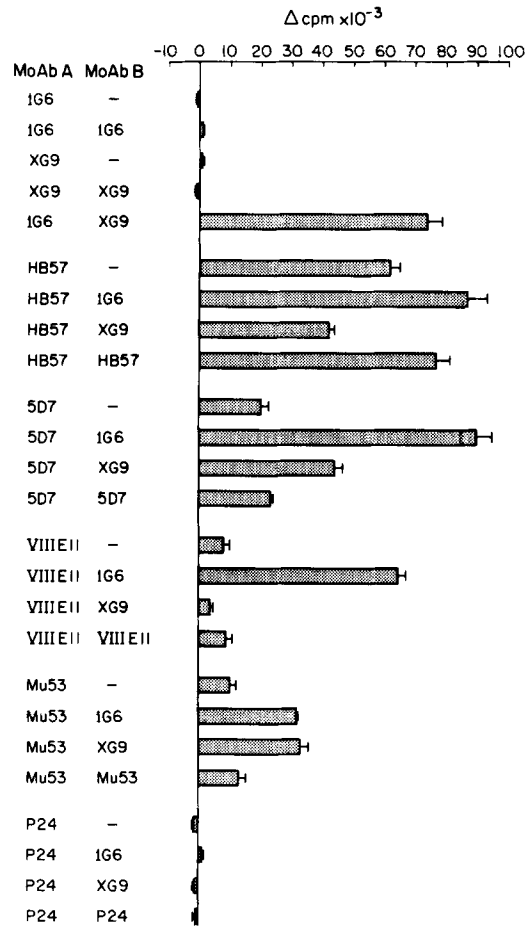 Δ cpm ×10⁻³
-10 0 10 20 30 40 50 60 70 80 90 100
MoAb A MoAb B
1G6 –
1G6 1G6
XG9 –
XG9 XG9
1G6 XG9
HB57 –
HB57 1G6
HB57 XG9
HB57 HB57
5D7 –
5D7 1G6
5D7 XG9
5D7 5D7
VIIIE11 –
VIIIE11 1G6
VIIIE11 XG9
VIIIE11 VIIIE11
Mu53 –
Mu53 1G6
Mu53 XG9
Mu53 Mu53
P24 –
P24 1G6
P24 XG9
P24 P24